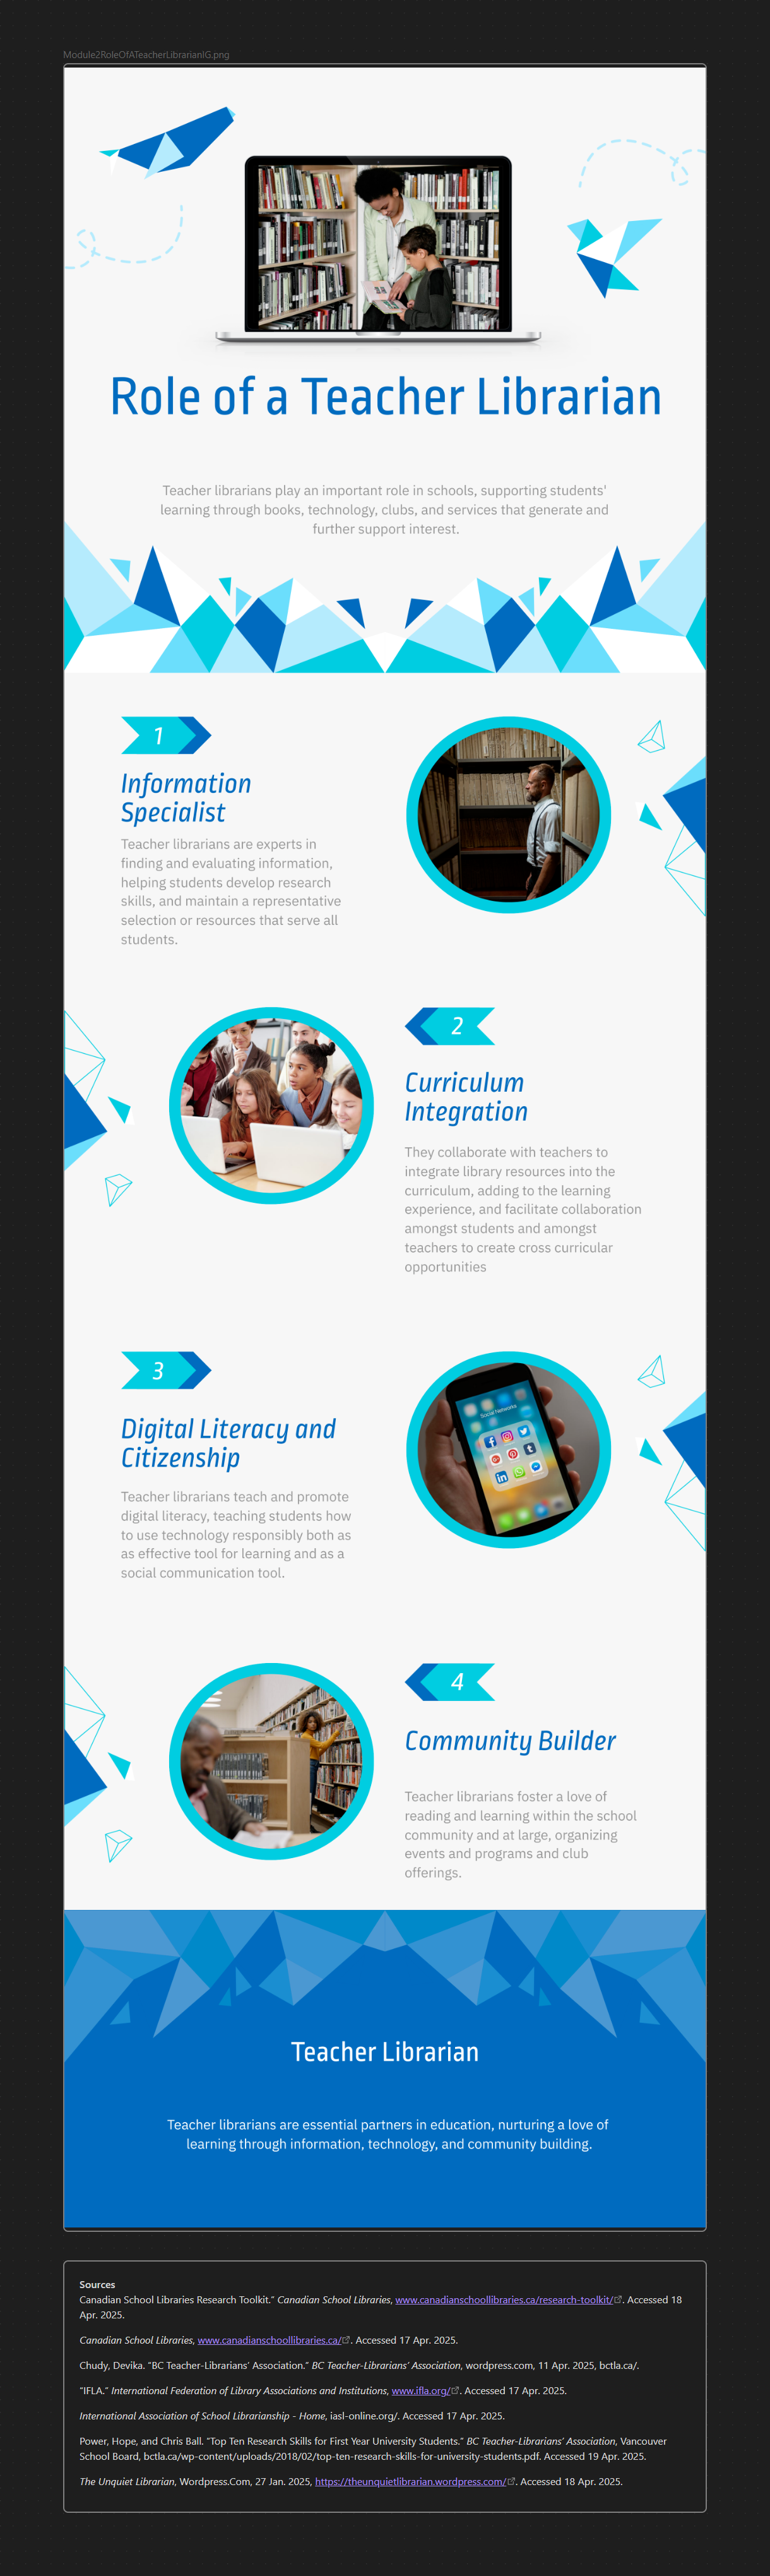 Module2RoleOfATeacherLibrarianIG.png
Role of a Teacher Librarian
Teacher librarians play an important role in schools, supporting students'
learning through books, technology, clubs, and services that generate and
further support interest.
1
Information
Specialist
Teacher librarians are experts in
finding and evaluating information,
helping students develop research
skills, and maintain a representative
selection or resources that serve all
students.
2
Curriculum
Integration
They collaborate with teachers to
integrate library resources into the
curriculum, adding to the learning
experience, and facilitate collaboration
amongst students and amongst
teachers to create cross curricular
opportunities
3
Digital Literacy and
Citizenship
Teacher librarians teach and promote
digital literacy, teaching students how
to use technology responsibly both as
as effective tool for learning and as a
social communication tool.
Social Networks
4
Community Builder
Teacher librarians foster a love of
reading and learning within the school
community and at large, organizing
events and programs and club
offerings.
Teacher Librarian
Teacher librarians are essential partners in education, nurturing a love of
learning through information, technology, and community building.
Sources
Canadian School Libraries Research Toolkit.” Canadian School Libraries, www.canadianschoollibraries.ca/research-toolkit/. Accessed 18
Apr. 2025.
Canadian School Libraries, www.canadianschoollibraries.ca/. Accessed 17 Apr. 2025.
Chudy, Devika. “BC Teacher-Librarians’ Association.” BC Teacher-Librarians’ Association, wordpress.com, 11 Apr. 2025, bctla.ca/.
“IFLA.” International Federation of Library Associations and Institutions, www.ifla.org/. Accessed 17 Apr. 2025.
International Association of School Librarianship - Home, iasl-online.org/. Accessed 17 Apr. 2025.
Power, Hope, and Chris Ball. “Top Ten Research Skills for First Year University Students.” BC Teacher-Librarians’ Association, Vancouver
School Board, bctla.ca/wp-content/uploads/2018/02/top-ten-research-skills-for-university-students.pdf. Accessed 19 Apr. 2025.
The Unquiet Librarian, Wordpress.Com, 27 Jan. 2025, https://theunquietlibrarian.wordpress.com/. Accessed 18 Apr. 2025.